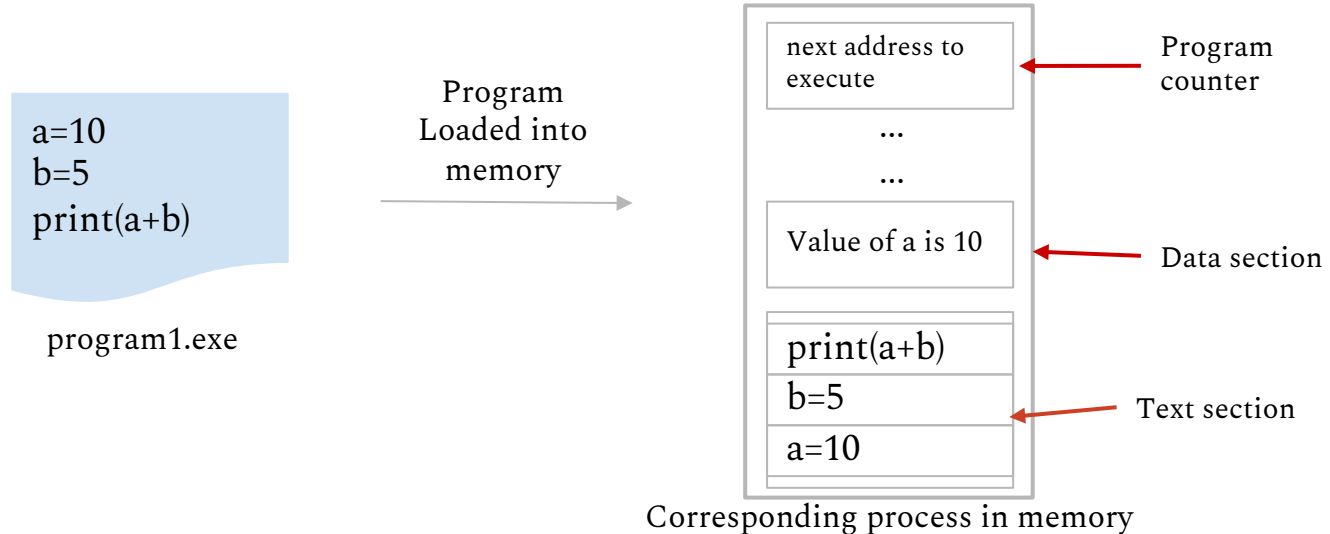 a=10
b=5
print(a+b)
program1.exe
Program
Loaded into
memory
next address to
execute
...
...
Value of a is 10
print(a+b)
b=5
a=10
Corresponding process in memory
Program
counter
Data section
Text section